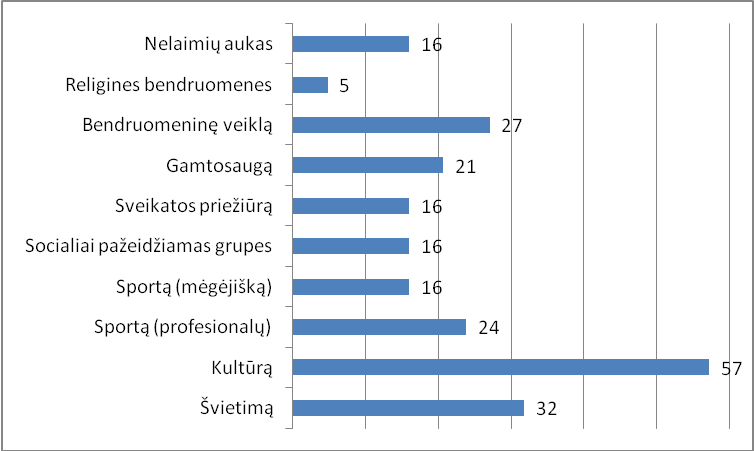 Nelaimių aukas 16
Religines bendruomenes 5
Bendruomeninę veiklą 27
Gamtosaugą 21
Sveikatos priežiūrą 16
Socialiai pažeidžiamas grupes 16
Sportą (mėgėjišką) 16
Sportą (profesionalų) 24
Kultūrą 57
Švietimą 32